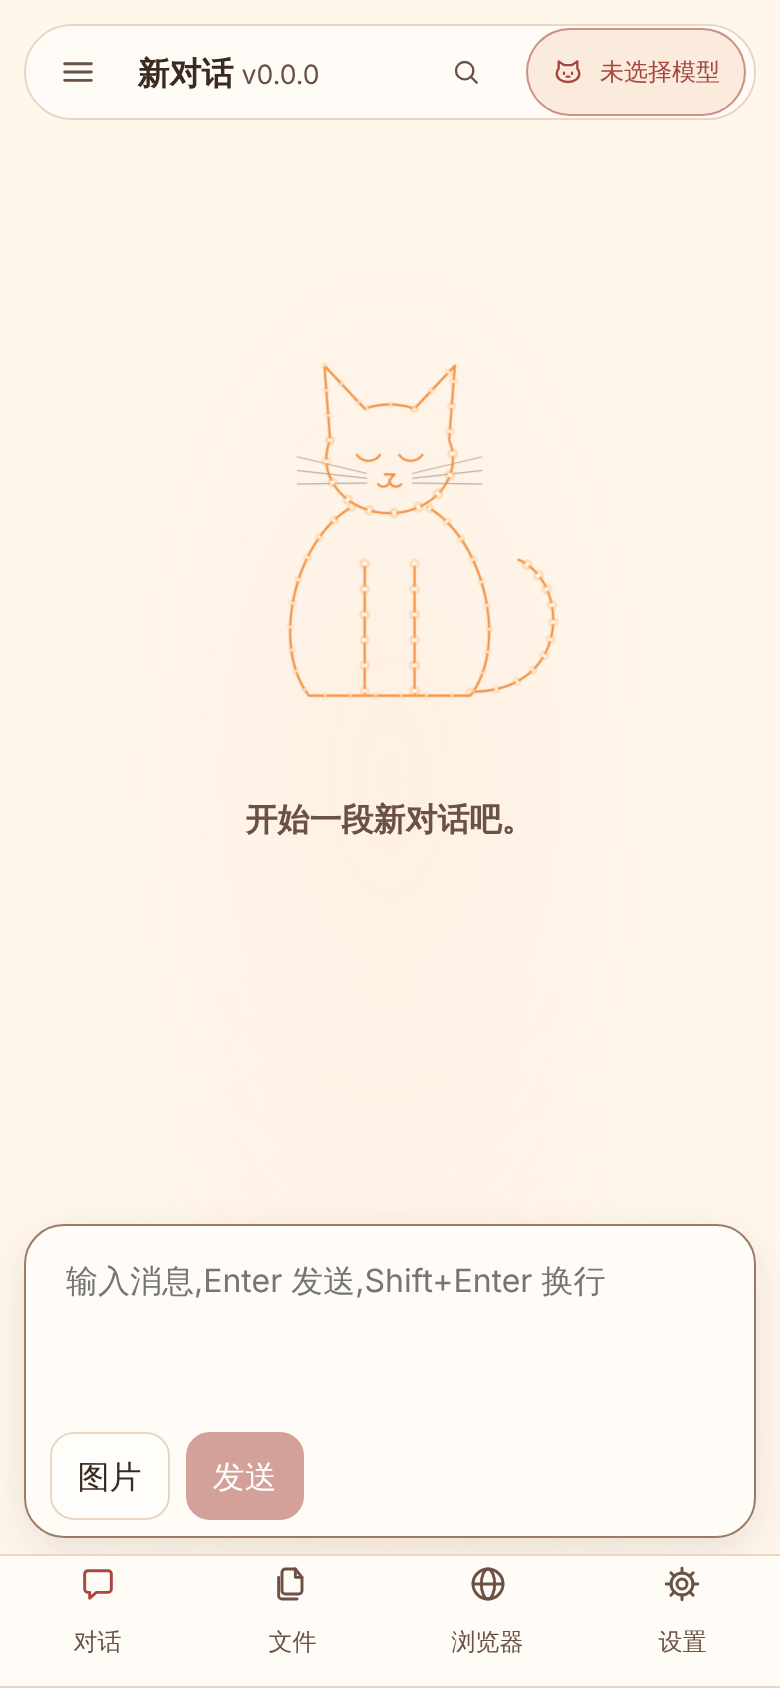 新对话 v0.0.0
未选择模型
开始一段新对话吧。
输入消息,Enter 发送,Shift+Enter 换行
图片
发送
对话
文件
浏览器
设置